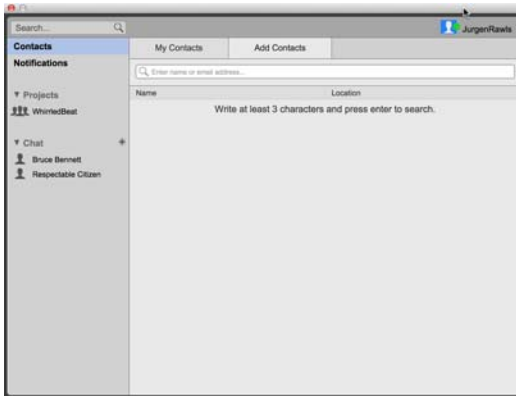 Search...
JurgenRawls
Contacts
My Contacts
Add Contacts
Notifications
Enter name or email address...
Projects
Name
Location
WhirriedBeat
Write at least 3 characters and press enter to search.
Chat
Bruce Bennett
Respectable Citizen